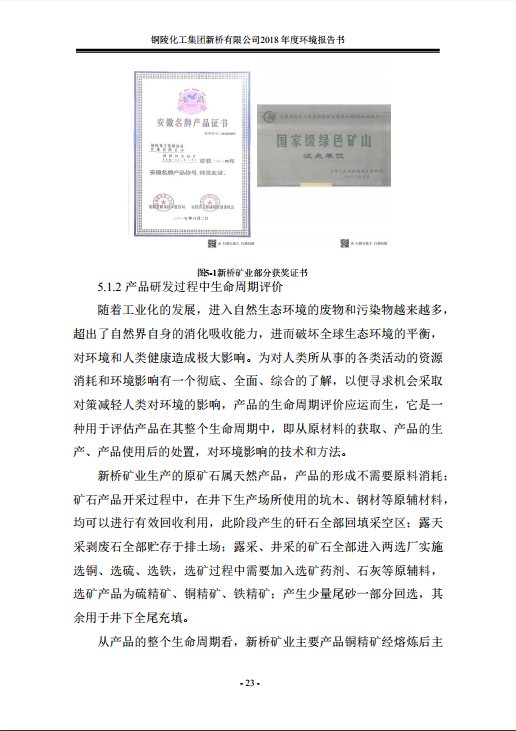 铜陵化工集团新桥有限公司2018 年度环境报告书
安徽名牌产品证书
安徽名牌产品称号,特发此证。
国家级绿色矿山
试点单位
图5-1新桥矿业部分获奖证书
5.1.2 产品研发过程中生命周期评价
随着工业化的发展，进入自然生态环境的废物和污染物越来越多，
超出了自然界自身的消化吸收能力，进而破坏全球生态环境的平衡，
对环境和人类健康造成极大影响。为对人类所从事的各类活动的资源
消耗和环境影响有一个彻底、全面、综合的了解，以便寻求机会采取
对策减轻人类对环境的影响，产品的生命周期评价应运而生，它是一
种用于评估产品在其整个生命周期中，即从原材料的获取、产品的生
产、产品使用后的处置，对环境影响的技术和方法。
新桥矿业生产的原矿石属天然产品，产品的形成不需要原料消耗；
矿石产品开采过程中，在井下生产场所使用的坑木、钢材等原辅材料，
均可以进行有效回收利用，此阶段产生的矸石全部回填采空区；露天
采剥废石全部贮存于排土场；露采、井采的矿石全部进入两选厂实施
选铜、选硫、选铁，选矿过程中需要加入选矿药剂、石灰等原辅料，
选矿产品为硫精矿、铜精矿、铁精矿；产生少量尾砂一部分回选，其
余用于井下全尾充填。
从产品的整个生命周期看，新桥矿业主要产品铜精矿经熔炼后主
- 23 -